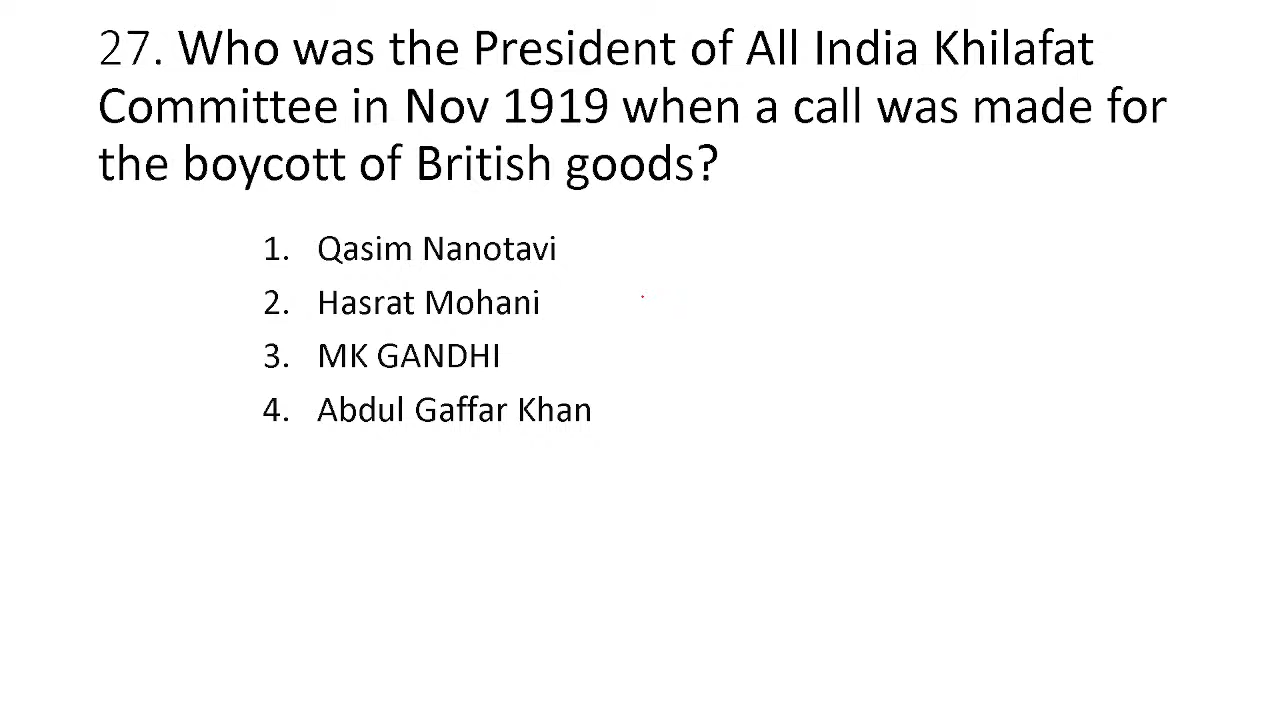 27. Who was the President of All India Khilafat
Committee in Nov 1919 when a call was made for
the boycott of British goods?
1. Qasim Nanotavi
2. Hasrat Mohani
3. MK GANDHI
4. Abdul Gaffar Khan